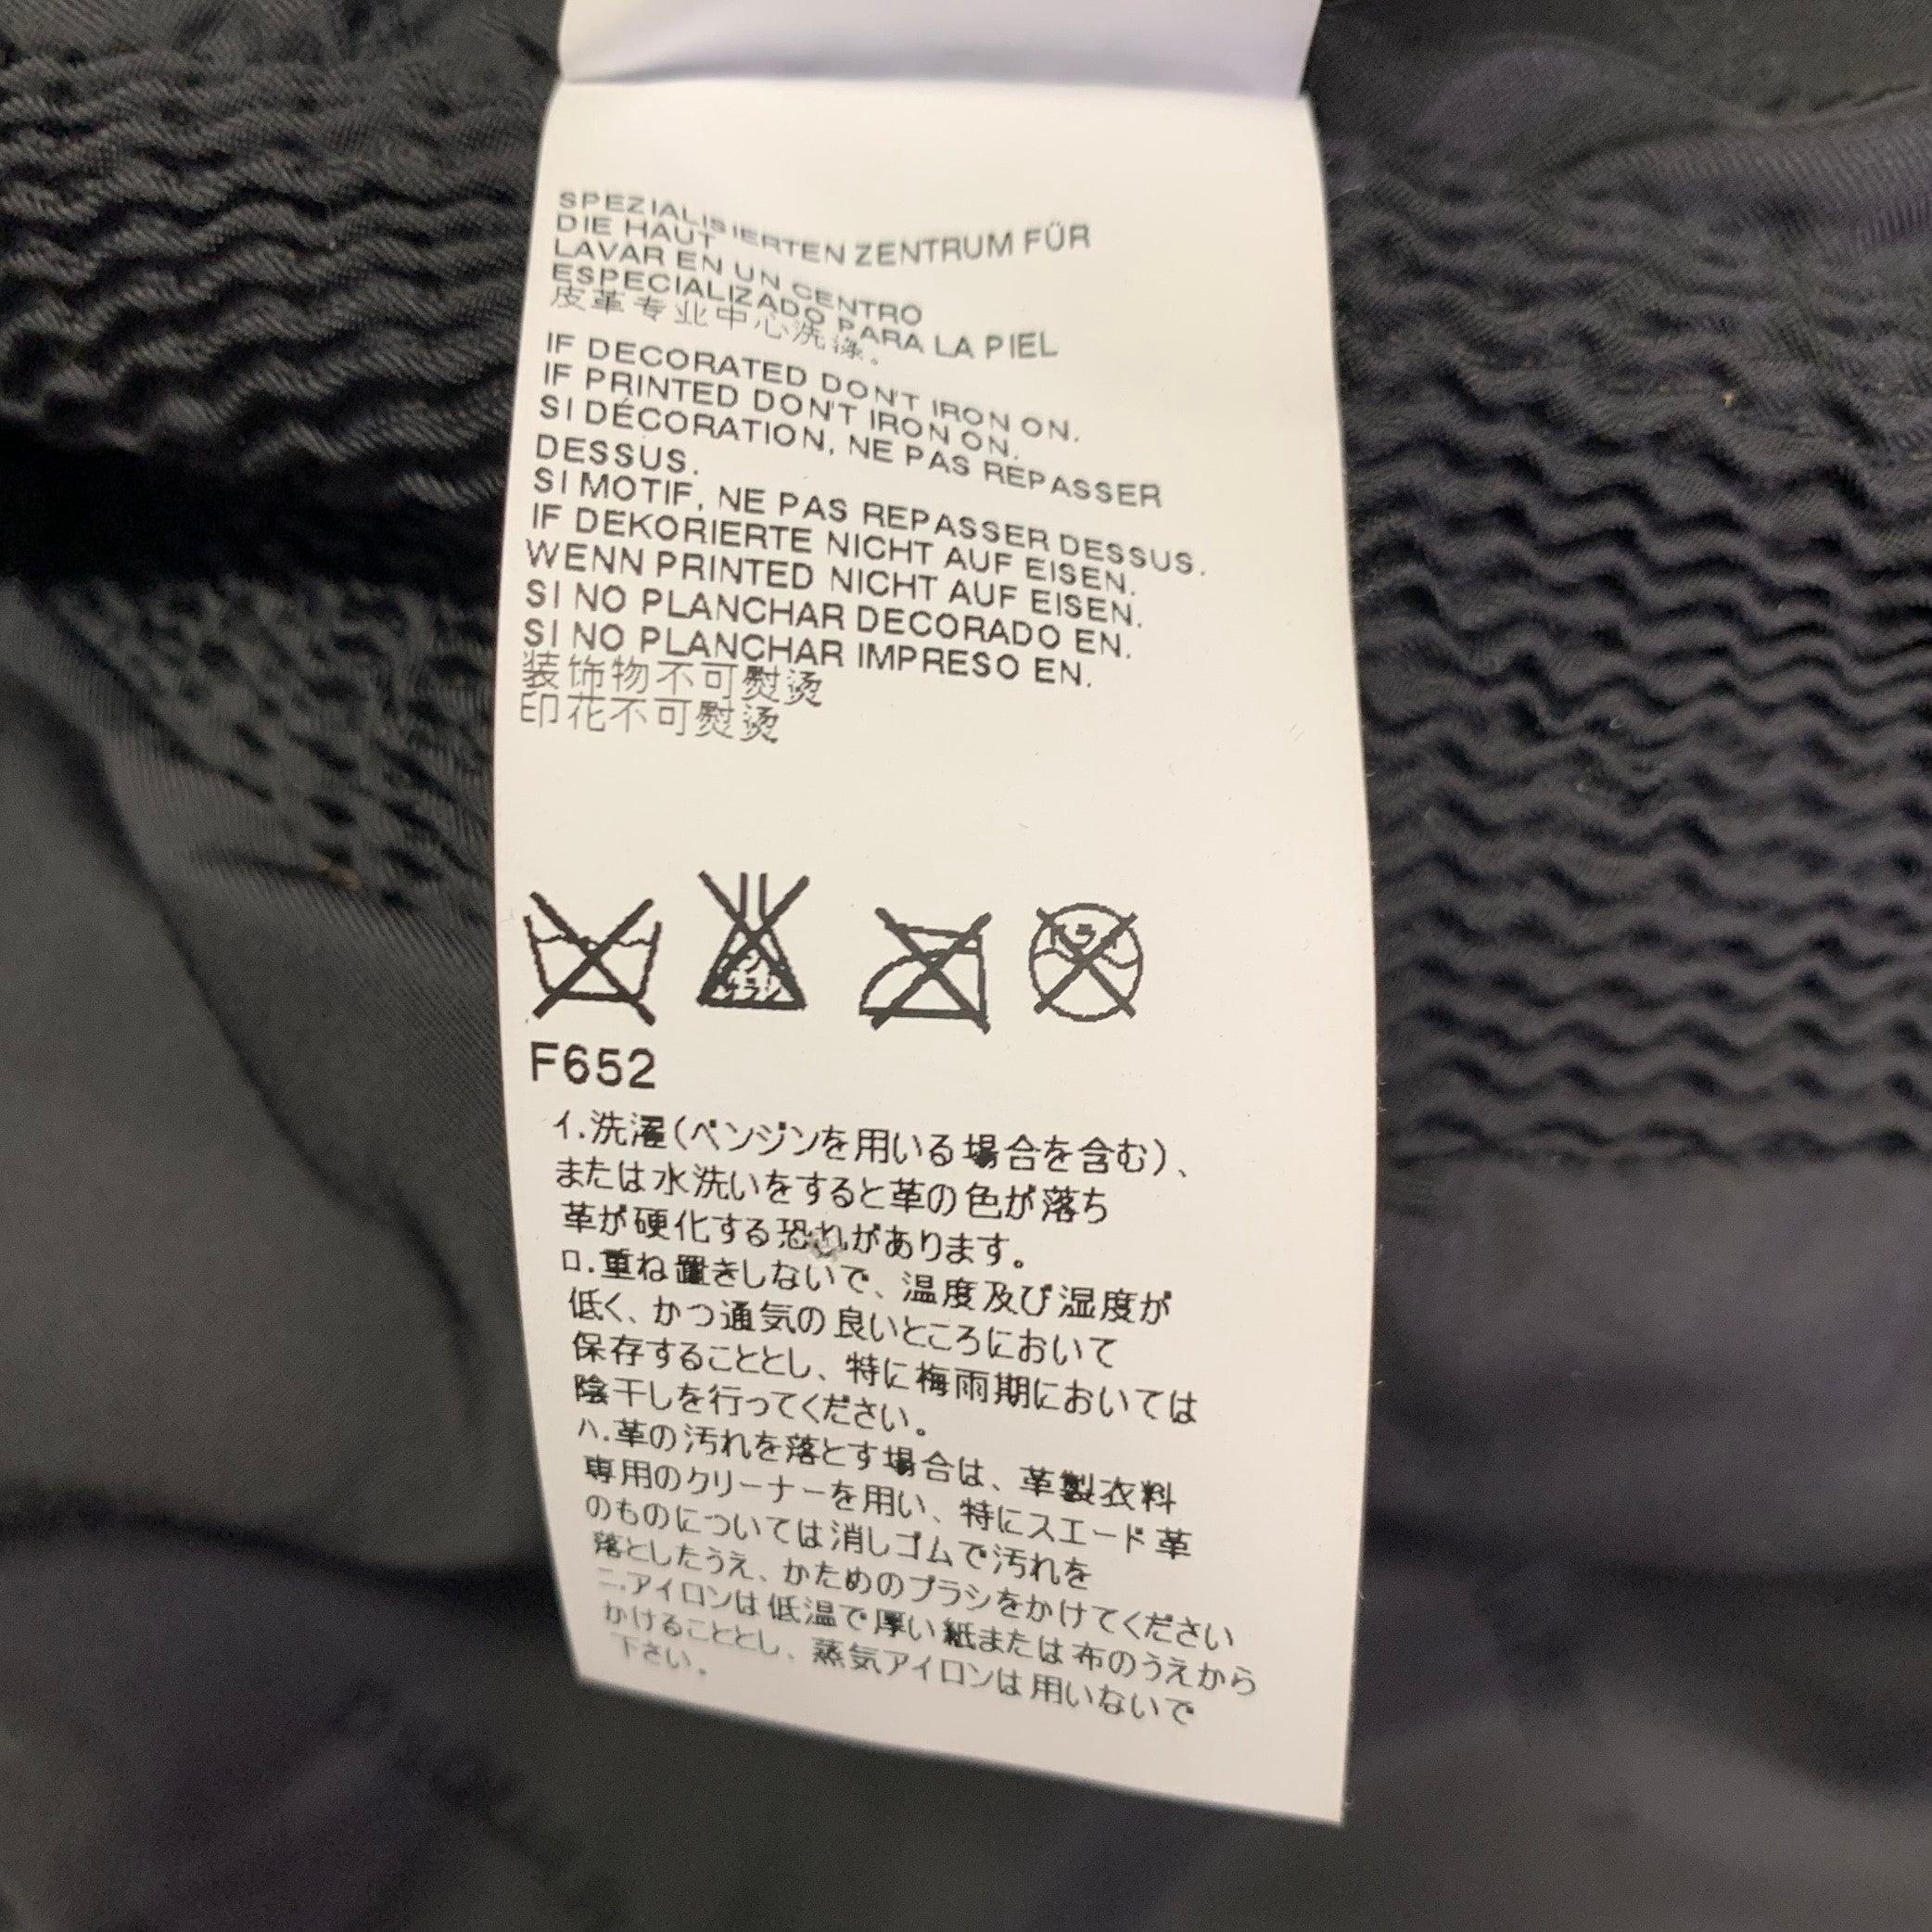 SPEZIALISIERTEN ZENTRUM FÜR
DIE HAUT
LAVAR EN UN CENTRO
ESPECIALIZADO PARA LA PIEL
皮革专业中心洗涤。
IF DECORATED DON'T IRON ON.
IF PRINTED DON'T IRON ON.
SI DÉCORATION, NE PAS REPASSER
DESSUS.
SI MOTIF, NE PAS REPASSER DESSUS.
IF DEKORIERTE NICHT AUF EISEN.
WENN PRINTED NICHT AUF EISEN.
SI NO PLANCHAR DECORADO EN.
SI NO PLANCHAR IMPRESO EN.
装饰物不可熨烫
印花不可熨烫
F652
イ.洗濯(ベンジンを用いる場合を含む)、
または水洗いをすると革の色が落ち
革が硬化する恐れがあります。
ロ.重ね置きしないで、温度及び湿度が
低く、かつ通気の良いところにおいて
保存することとし、特に梅雨期においては
陰干しを行ってください。
ハ.革の汚れを落とす場合は、革製衣料
専用のクリーナーを用い、特にスエード革
のものについては消しゴムで汚れを
落としたうえ、かためのブラシをかけてください
ニ.アイロンは低温で厚い紙または布のうえから
かけることとし、蒸気アイロンは用いないで
下さい。